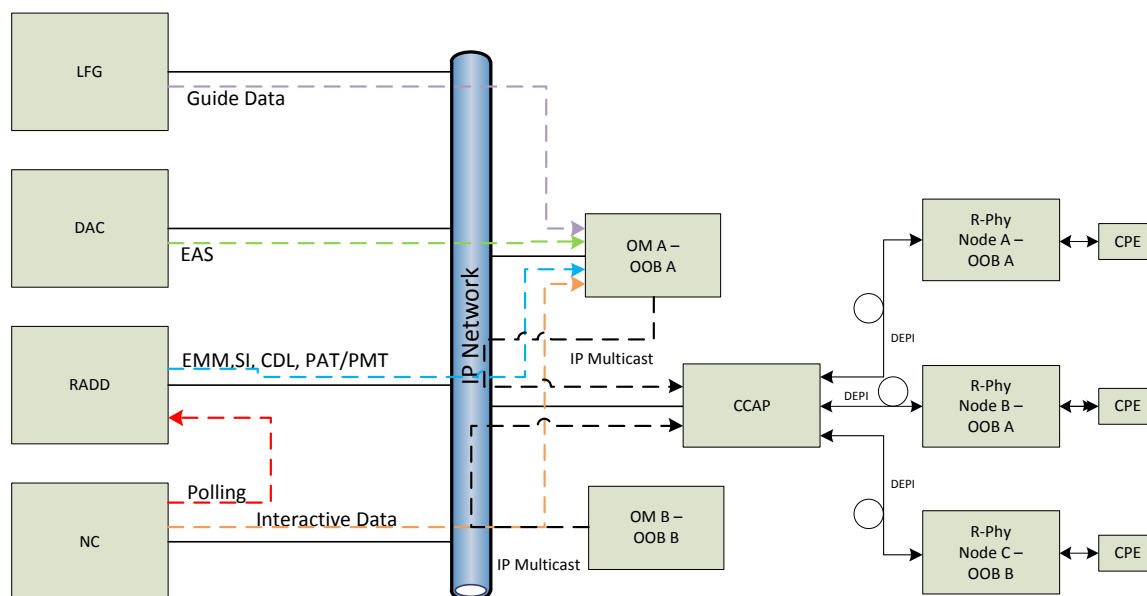 LFG
Guide Data
DAC
EAS
RADD
EMM,SI, CDL, PAT/PMT
NC
Polling
Interactive Data
IP Network
OM A –
OOB A
IP Multicast
CCAP
OM B –
OOB B
IP Multicast
DEPI
DEPI
DEPI
R-Phy
Node A –
OOB A
CPE
R-Phy
Node B –
OOB A
CPE
R-Phy
Node C –
OOB B
CPE